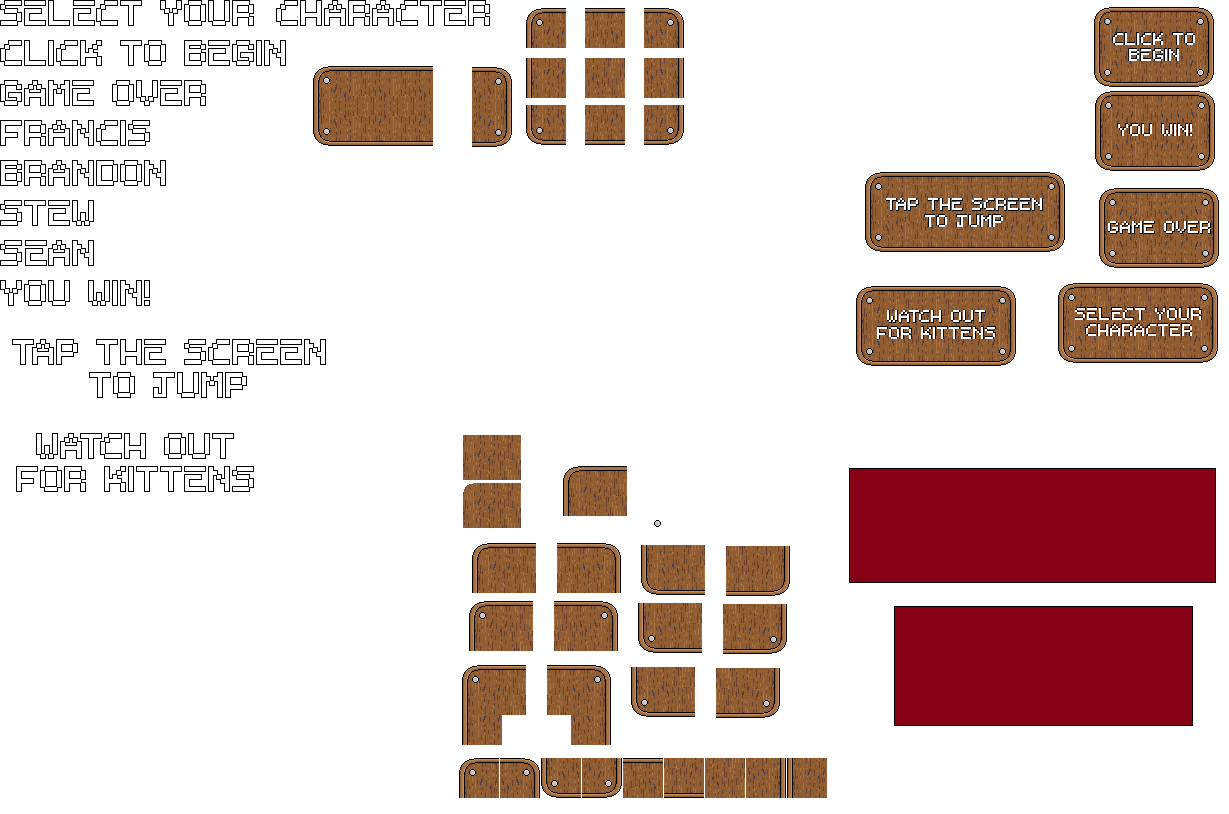 SELECT YOUR CHARACTER
CLICK TO BEGIN
GAME OVER
FRANCIS
BRANDON
STEW
SEAN
YOU WIN!
TAP THE SCREEN
TO JUMP
WATCH OUT
FOR KITTENS
CLICK TO
BEGIN
YOU WIN!
TAP THE SCREEN
TO JUMP
GAME OVER
WATCH OUT
FOR KITTENS
SELECT YOUR
CHARACTER